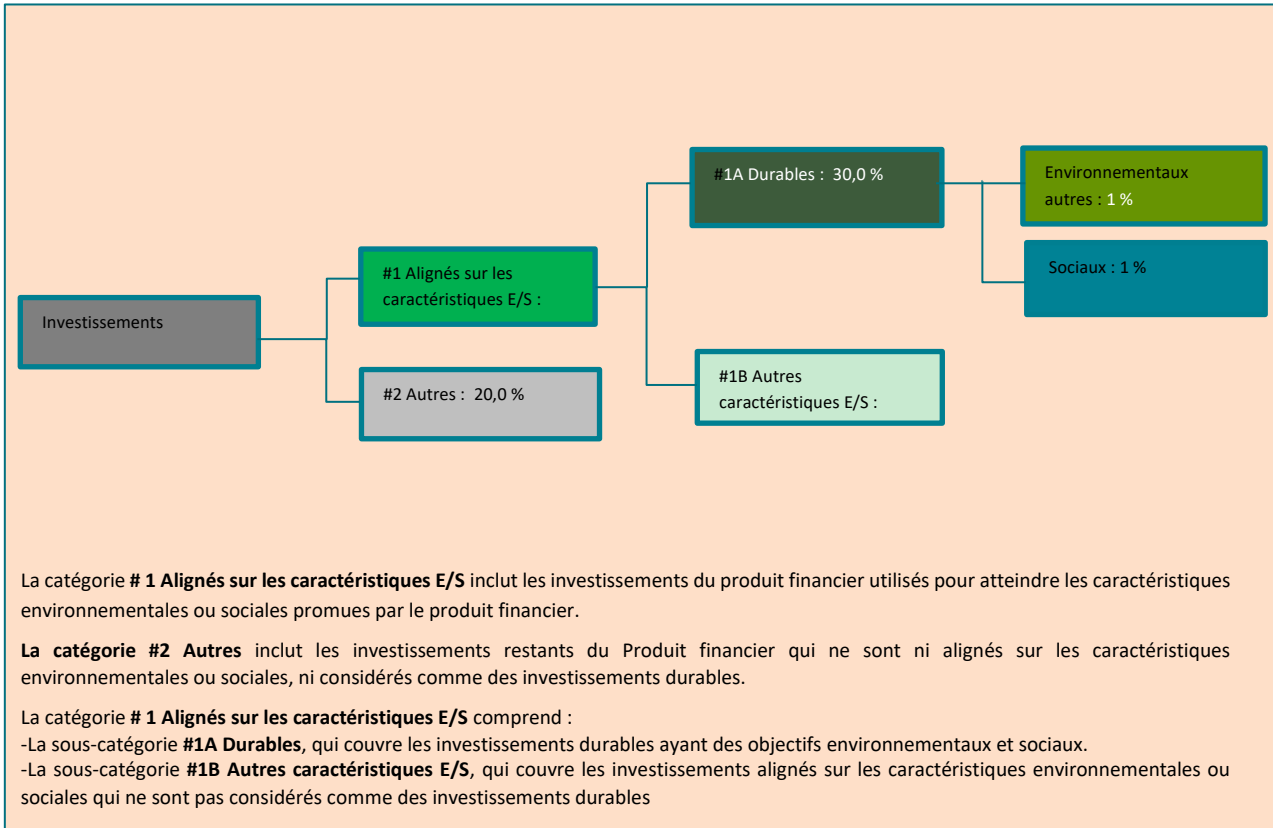 #1A Durables : 30,0 %
Environnementaux
autres : 1 %
Sociaux : 1 %
#1 Alignés sur les
caractéristiques E/S :
Investissements
#2 Autres : 20,0 %
#1B Autres
caractéristiques E/S :
La catégorie # 1 Alignés sur les caractéristiques E/S inclut les investissements du produit financier utilisés pour atteindre les caractéristiques
environnementales ou sociales promues par le produit financier.
La catégorie #2 Autres inclut les investissements restants du Produit financier qui ne sont ni alignés sur les caractéristiques
environnementales ou sociales, ni considérés comme des investissements durables.
La catégorie # 1 Alignés sur les caractéristiques E/S comprend :
-La sous-catégorie #1A Durables, qui couvre les investissements durables ayant des objectifs environnementaux et sociaux.
-La sous-catégorie #1B Autres caractéristiques E/S, qui couvre les investissements alignés sur les caractéristiques environnementales ou
sociales qui ne sont pas considérés comme des investissements durables